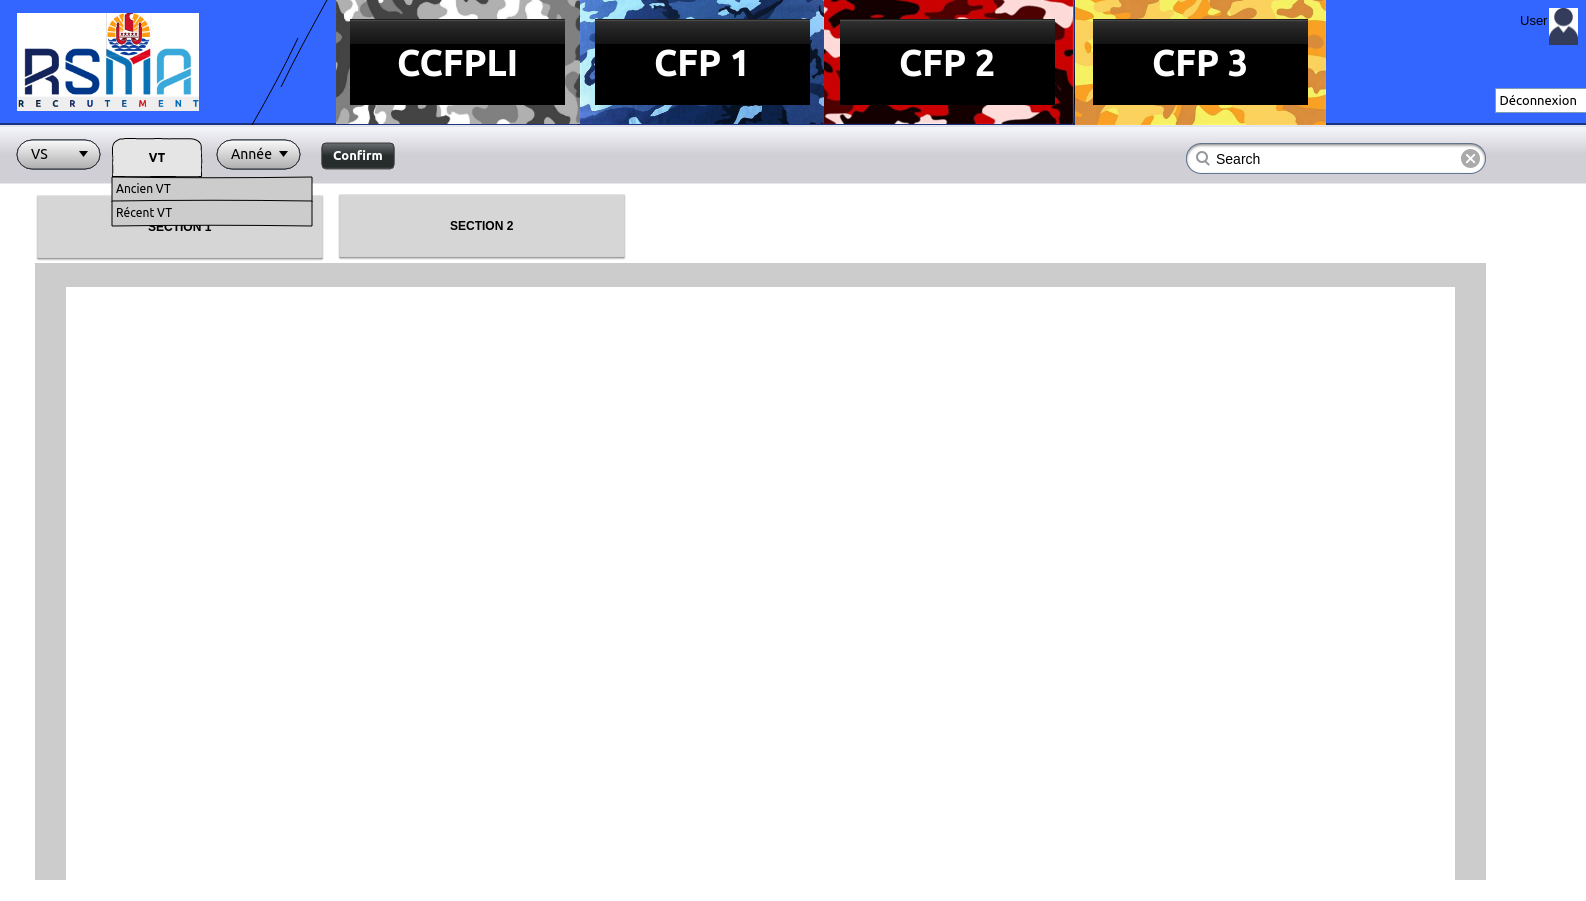 RSMA
RECRUTEMENT
CCFPLI
CFP 1
CFP 2
CFP 3
User
Déconnexion
VS
VT
Année
Confirm
Search
Ancien VT
Récent VT
SECTION 1
SECTION 2